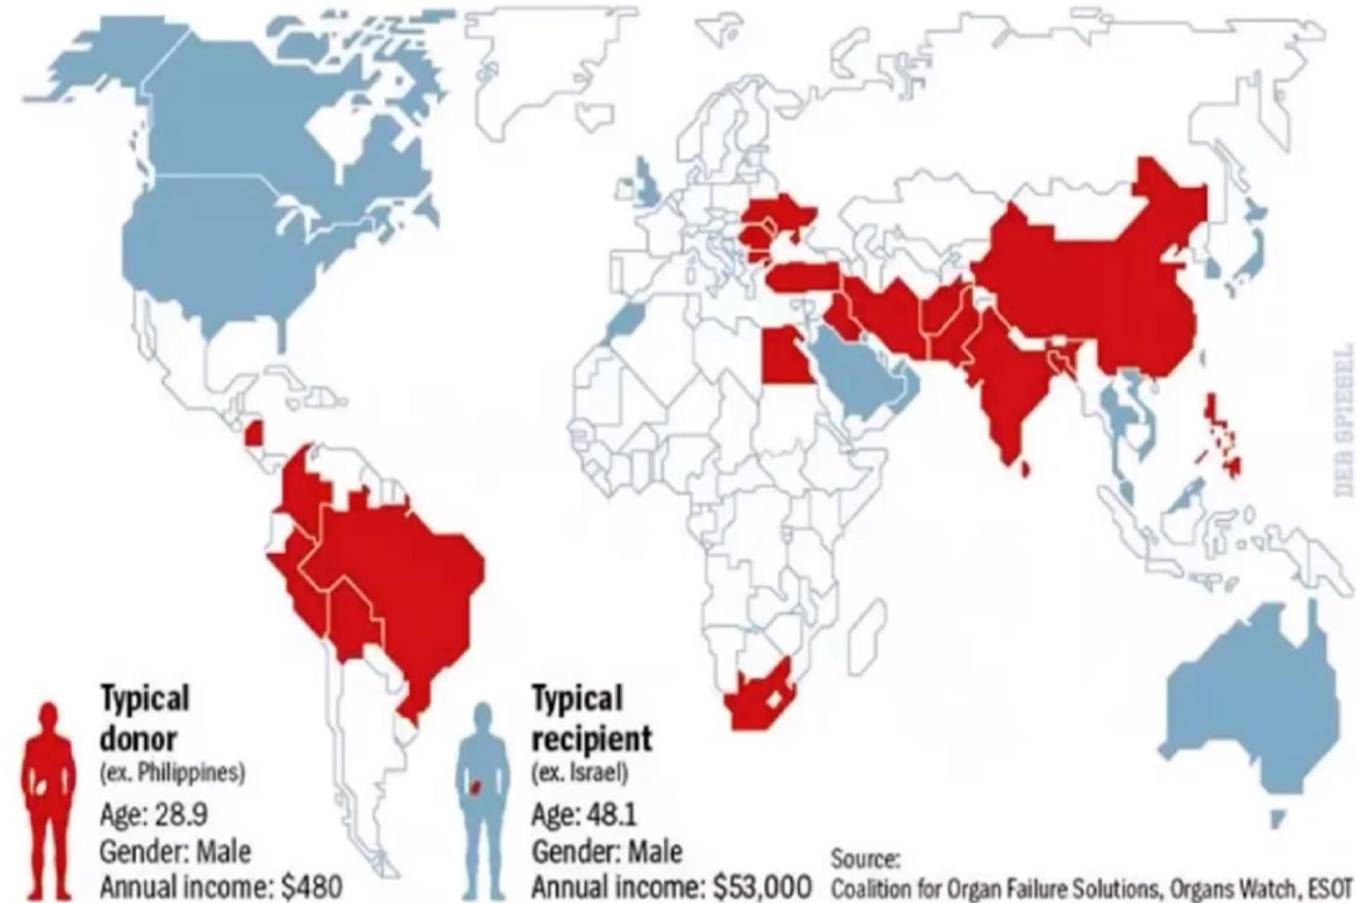 DER SPIEGEL
Typical
donor
(ex. Philippines)
Age: 28.9
Gender: Male
Annual income: $480
Typical
recipient
(ex. Israel)
Age: 48.1
Gender: Male
Annual income: $53,000
Source:
Coalition for Organ Failure Solutions, Organs Watch, ESOT